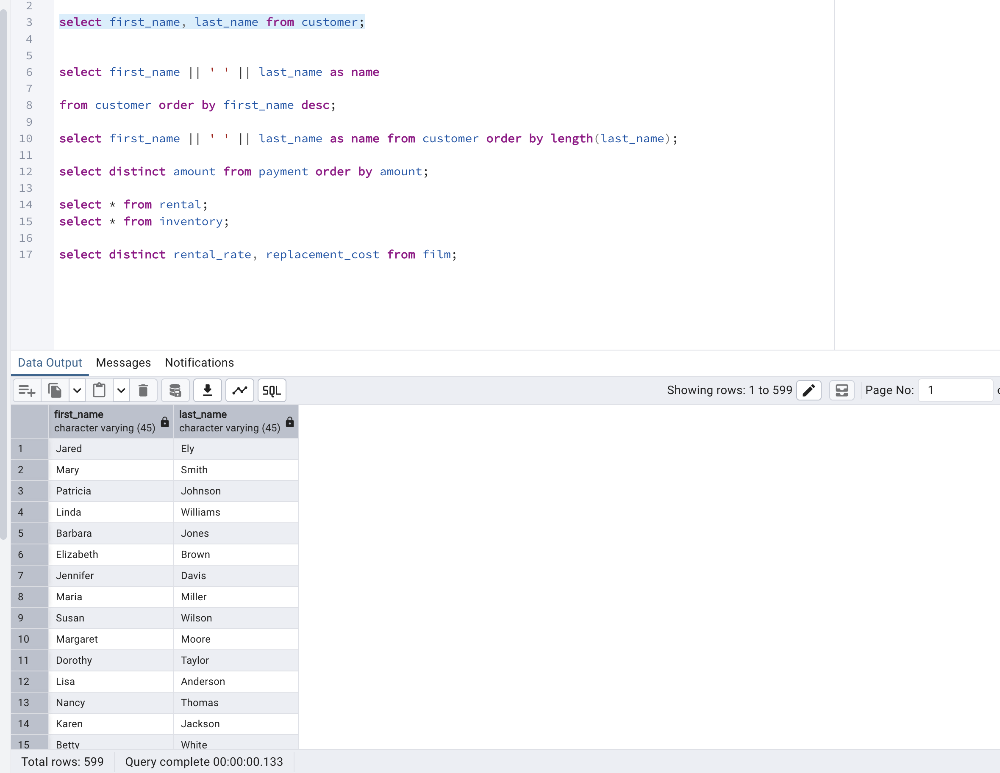 2
3 select first_name, last_name from customer;
4
5
6 select first_name || ' ' || last_name as name
7
8 from customer order by first_name desc;
9
10 select first_name || ' ' || last_name as name from customer order by length(last_name);
11
12 select distinct amount from payment order by amount;
13
14 select * from rental;
15 select * from inventory;
16
17 select distinct rental_rate, replacement_cost from film;
Data Output Messages Notifications
SQL Showing rows: 1 to 599 Page No: 1
first_name last_name
character varying (45) character varying (45)
1 Jared Ely
2 Mary Smith
3 Patricia Johnson
4 Linda Williams
5 Barbara Jones
6 Elizabeth Brown
7 Jennifer Davis
8 Maria Miller
9 Susan Wilson
10 Margaret Moore
11 Dorothy Taylor
12 Lisa Anderson
13 Nancy Thomas
14 Karen Jackson
15 Betty White
Total rows: 599 Query complete 00:00:00.133